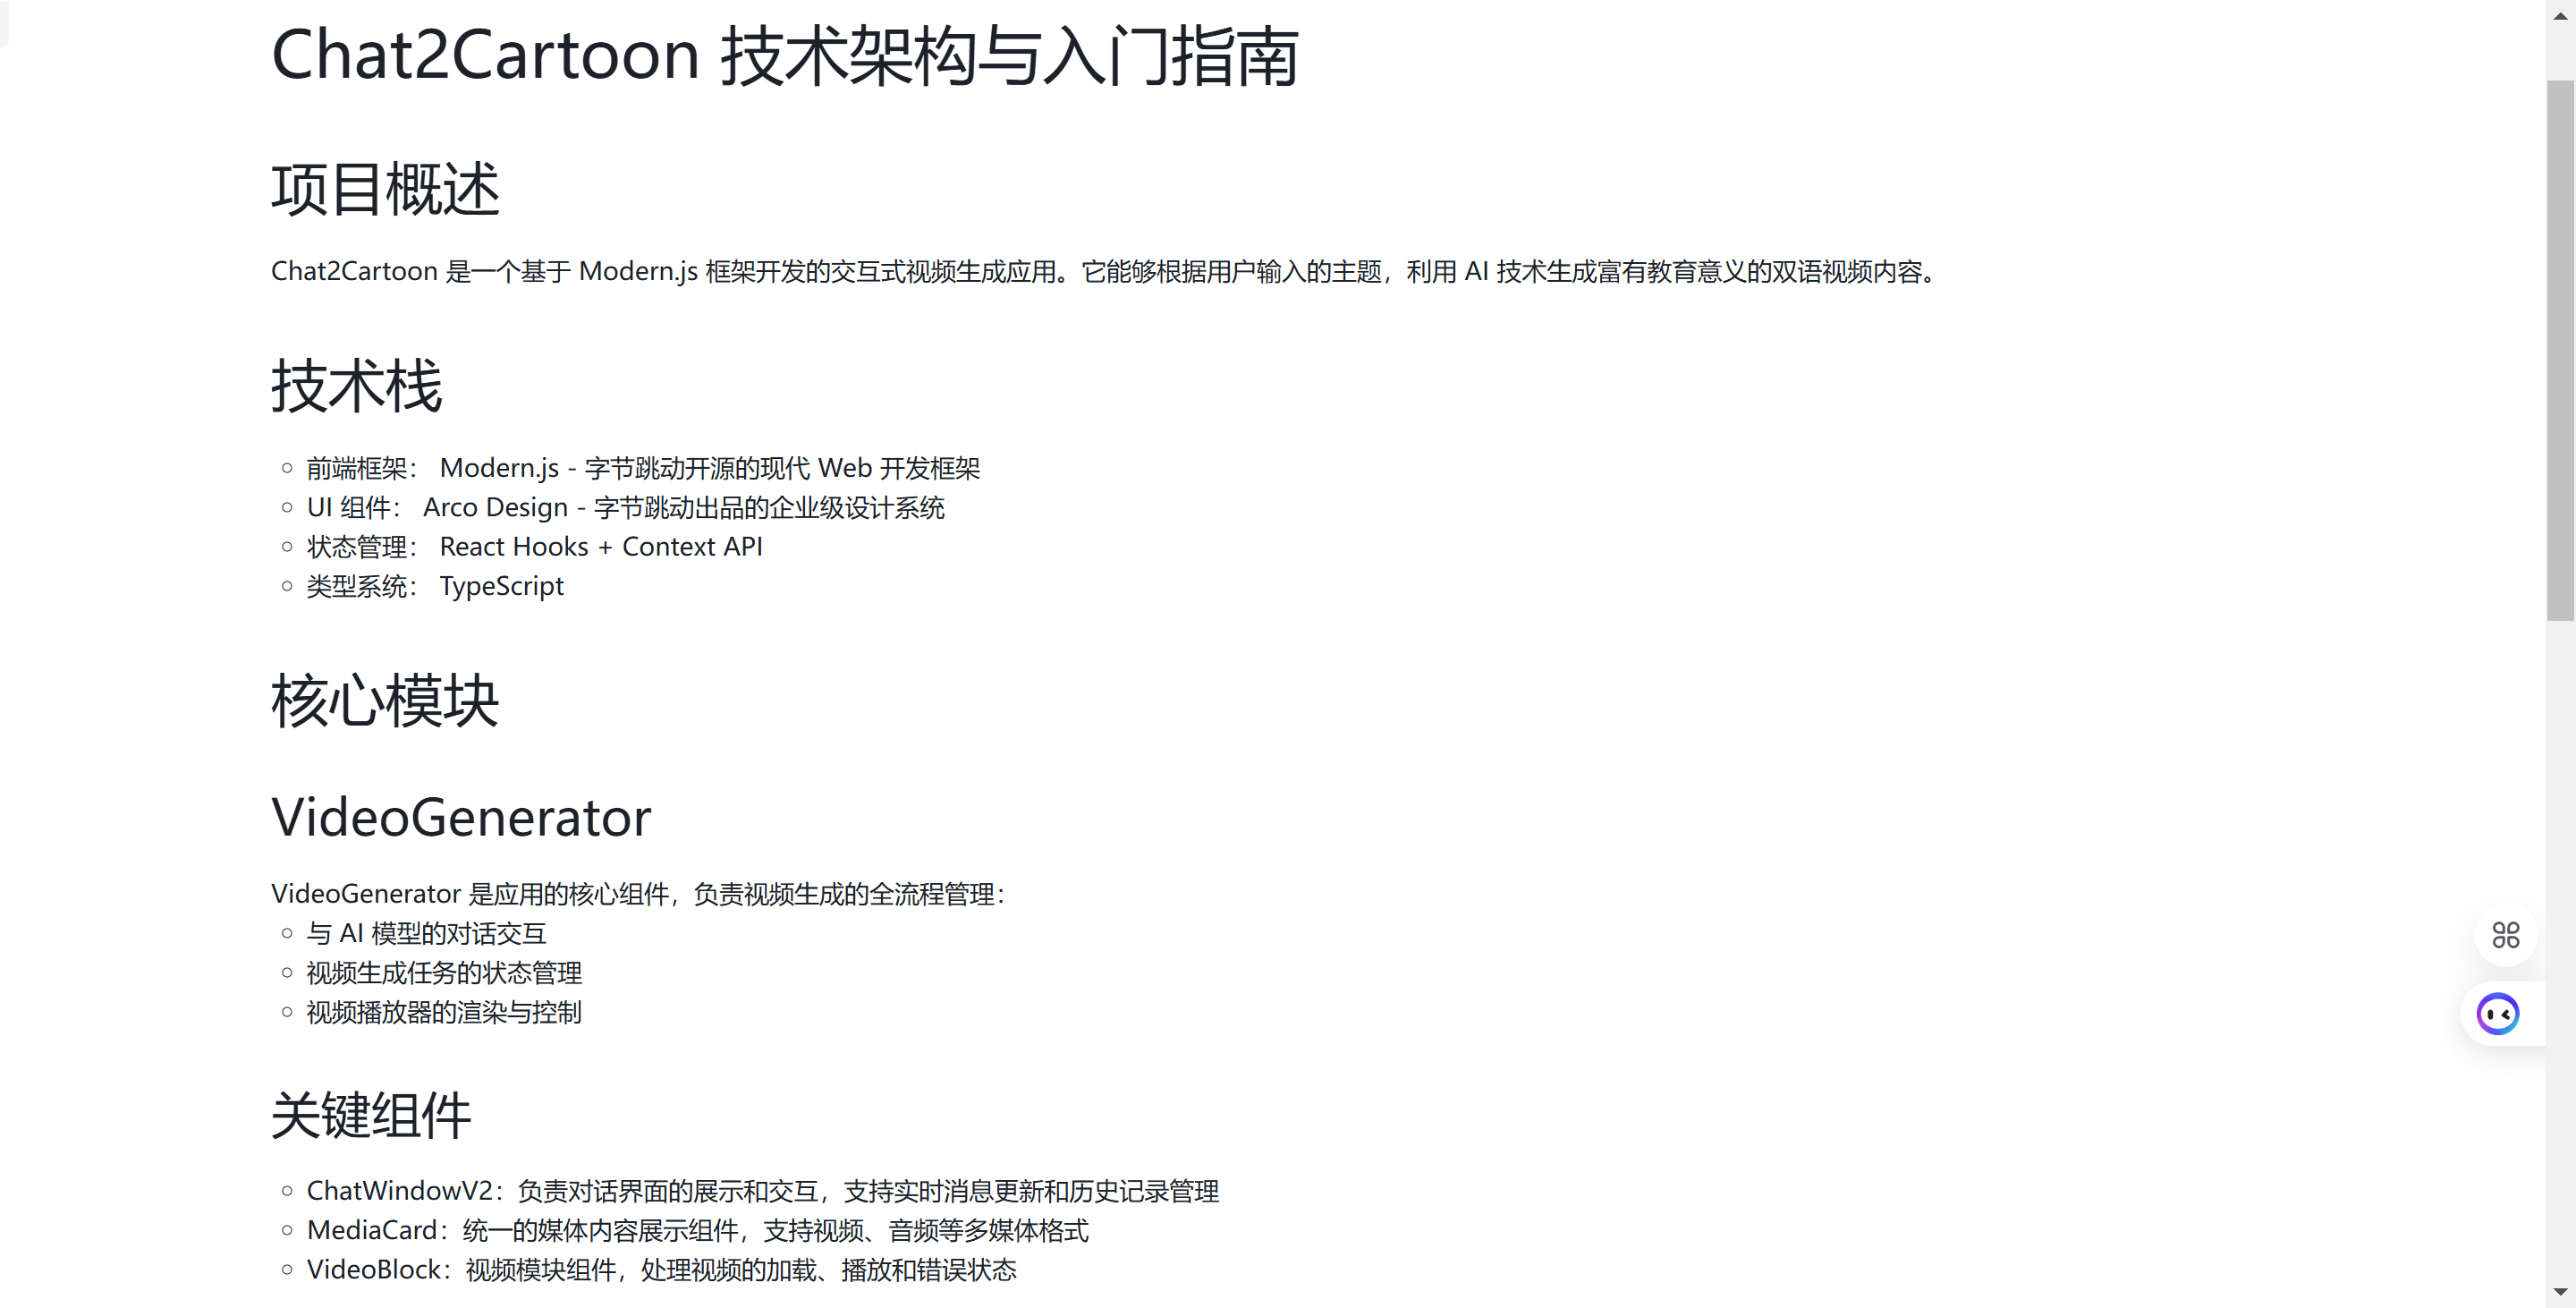 Chat2Cartoon 技术架构与入门指南
项目概述
Chat2Cartoon 是一个基于 Modern.js 框架开发的交互式视频生成应用。它能够根据用户输入的主题，利用 AI 技术生成富有教育意义的双语视频内容。
技术栈
前端框架： Modern.js - 字节跳动开源的现代 Web 开发框架
UI 组件： Arco Design - 字节跳动出品的企业级设计系统
状态管理： React Hooks + Context API
类型系统： TypeScript
核心模块
VideoGenerator
VideoGenerator 是应用的核心组件，负责视频生成的全流程管理：
与 AI 模型的对话交互
视频生成任务的状态管理
视频播放器的渲染与控制
关键组件
ChatWindowV2：负责对话界面的展示和交互，支持实时消息更新和历史记录管理
MediaCard：统一的媒体内容展示组件，支持视频、音频等多媒体格式
VideoBlock：视频模块组件，处理视频的加载、播放和错误状态